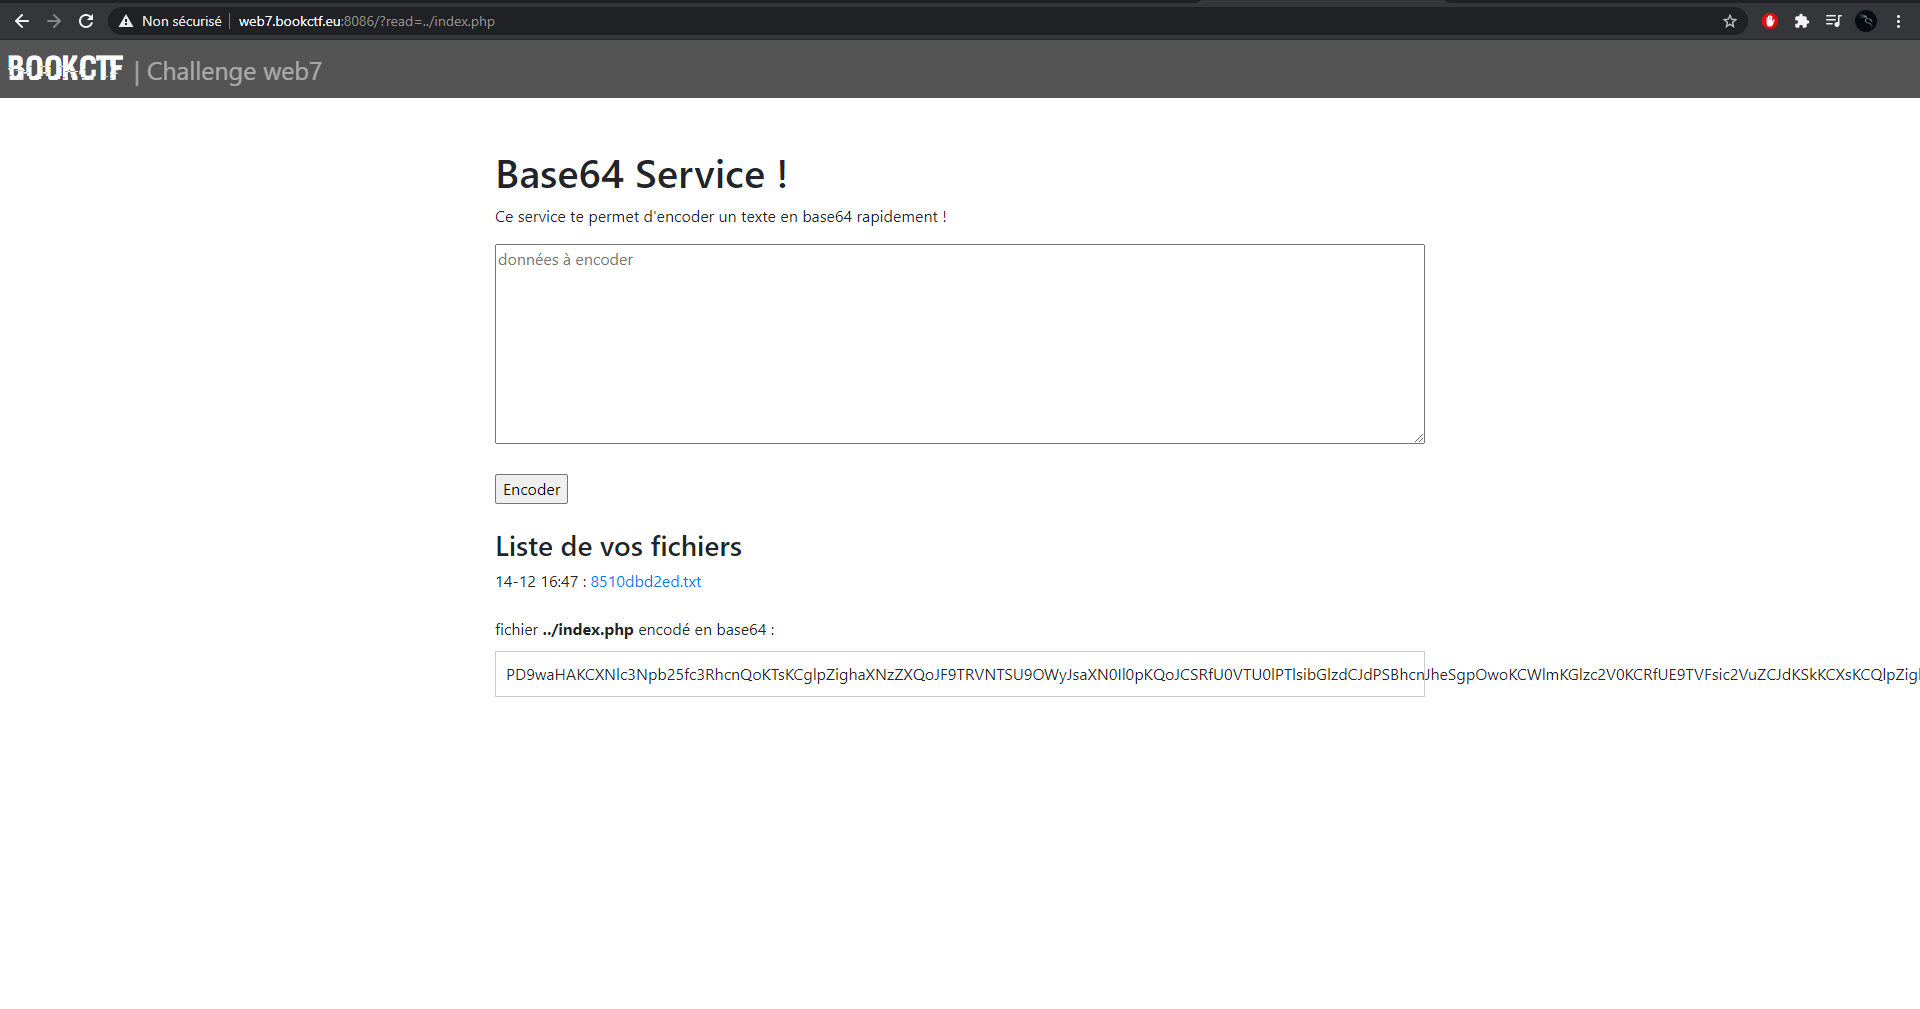 Non sécurisé | web7.bookctf.eu:8086/?read=../index.php
BOOKCTF | Challenge web7
Base64 Service !
Ce service te permet d'encoder un texte en base64 rapidement !
données à encoder
Encoder
Liste de vos fichiers
14-12 16:47 : 8510dbd2ed.txt
fichier ../index.php encodé en base64 :
PD9waHAKCXNlc3Npb25fc3RhcnQoKTsKCglpZighaXNzZXQoJF9TRVNTSU9OWyJsaXN0Il0pKQoJCSRfU0VTU0lPTlsibGlzdCJdPSBhcnJheSgpOwoKCWlmKGlzc2V0KCRfUE9TVFsic2VuZCJdKSkKCXsKCQlpZigh